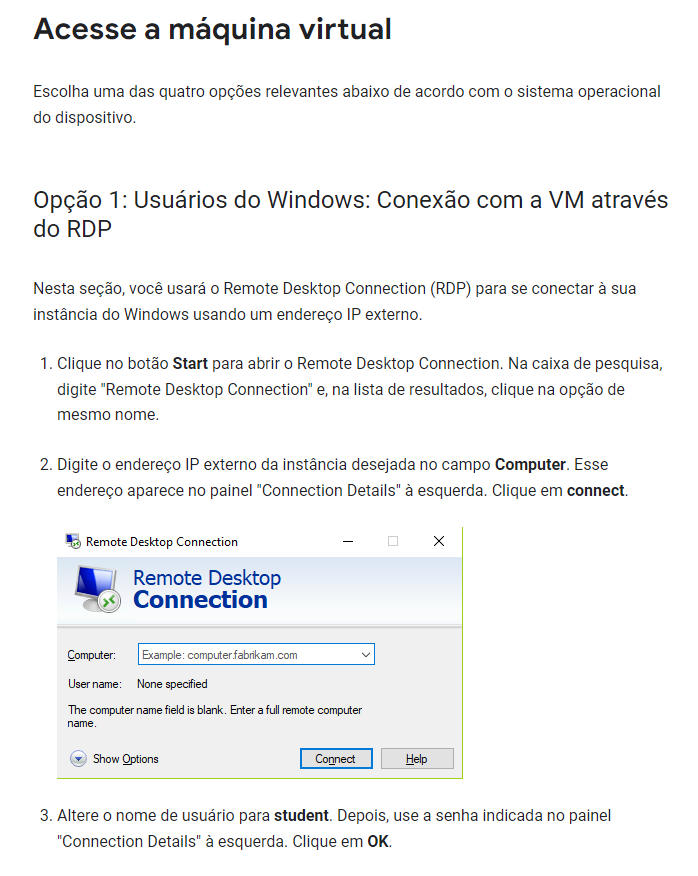 Acesse a máquina virtual
Escolha uma das quatro opções relevantes abaixo de acordo com o sistema operacional
do dispositivo.
Opção 1: Usuários do Windows: Conexão com a VM através
do RDP
Nesta seção, você usará o Remote Desktop Connection (RDP) para se conectar à sua
instância do Windows usando um endereço IP externo.
1. Clique no botão Start para abrir o Remote Desktop Connection. Na caixa de pesquisa,
digite "Remote Desktop Connection" e, na lista de resultados, clique na opção de
mesmo nome.
2. Digite o endereço IP externo da instância desejada no campo Computer. Esse
endereço aparece no painel "Connection Details" à esquerda. Clique em connect.
Remote Desktop Connection
Remote Desktop
Connection
Computer: Example: computer.fabrikam.com
User name: None specified
The computer name field is blank. Enter a full remote computer
name.
Show Options Connect Help
3. Altere o nome de usuário para student. Depois, use a senha indicada no painel
"Connection Details" à esquerda. Clique em OK.